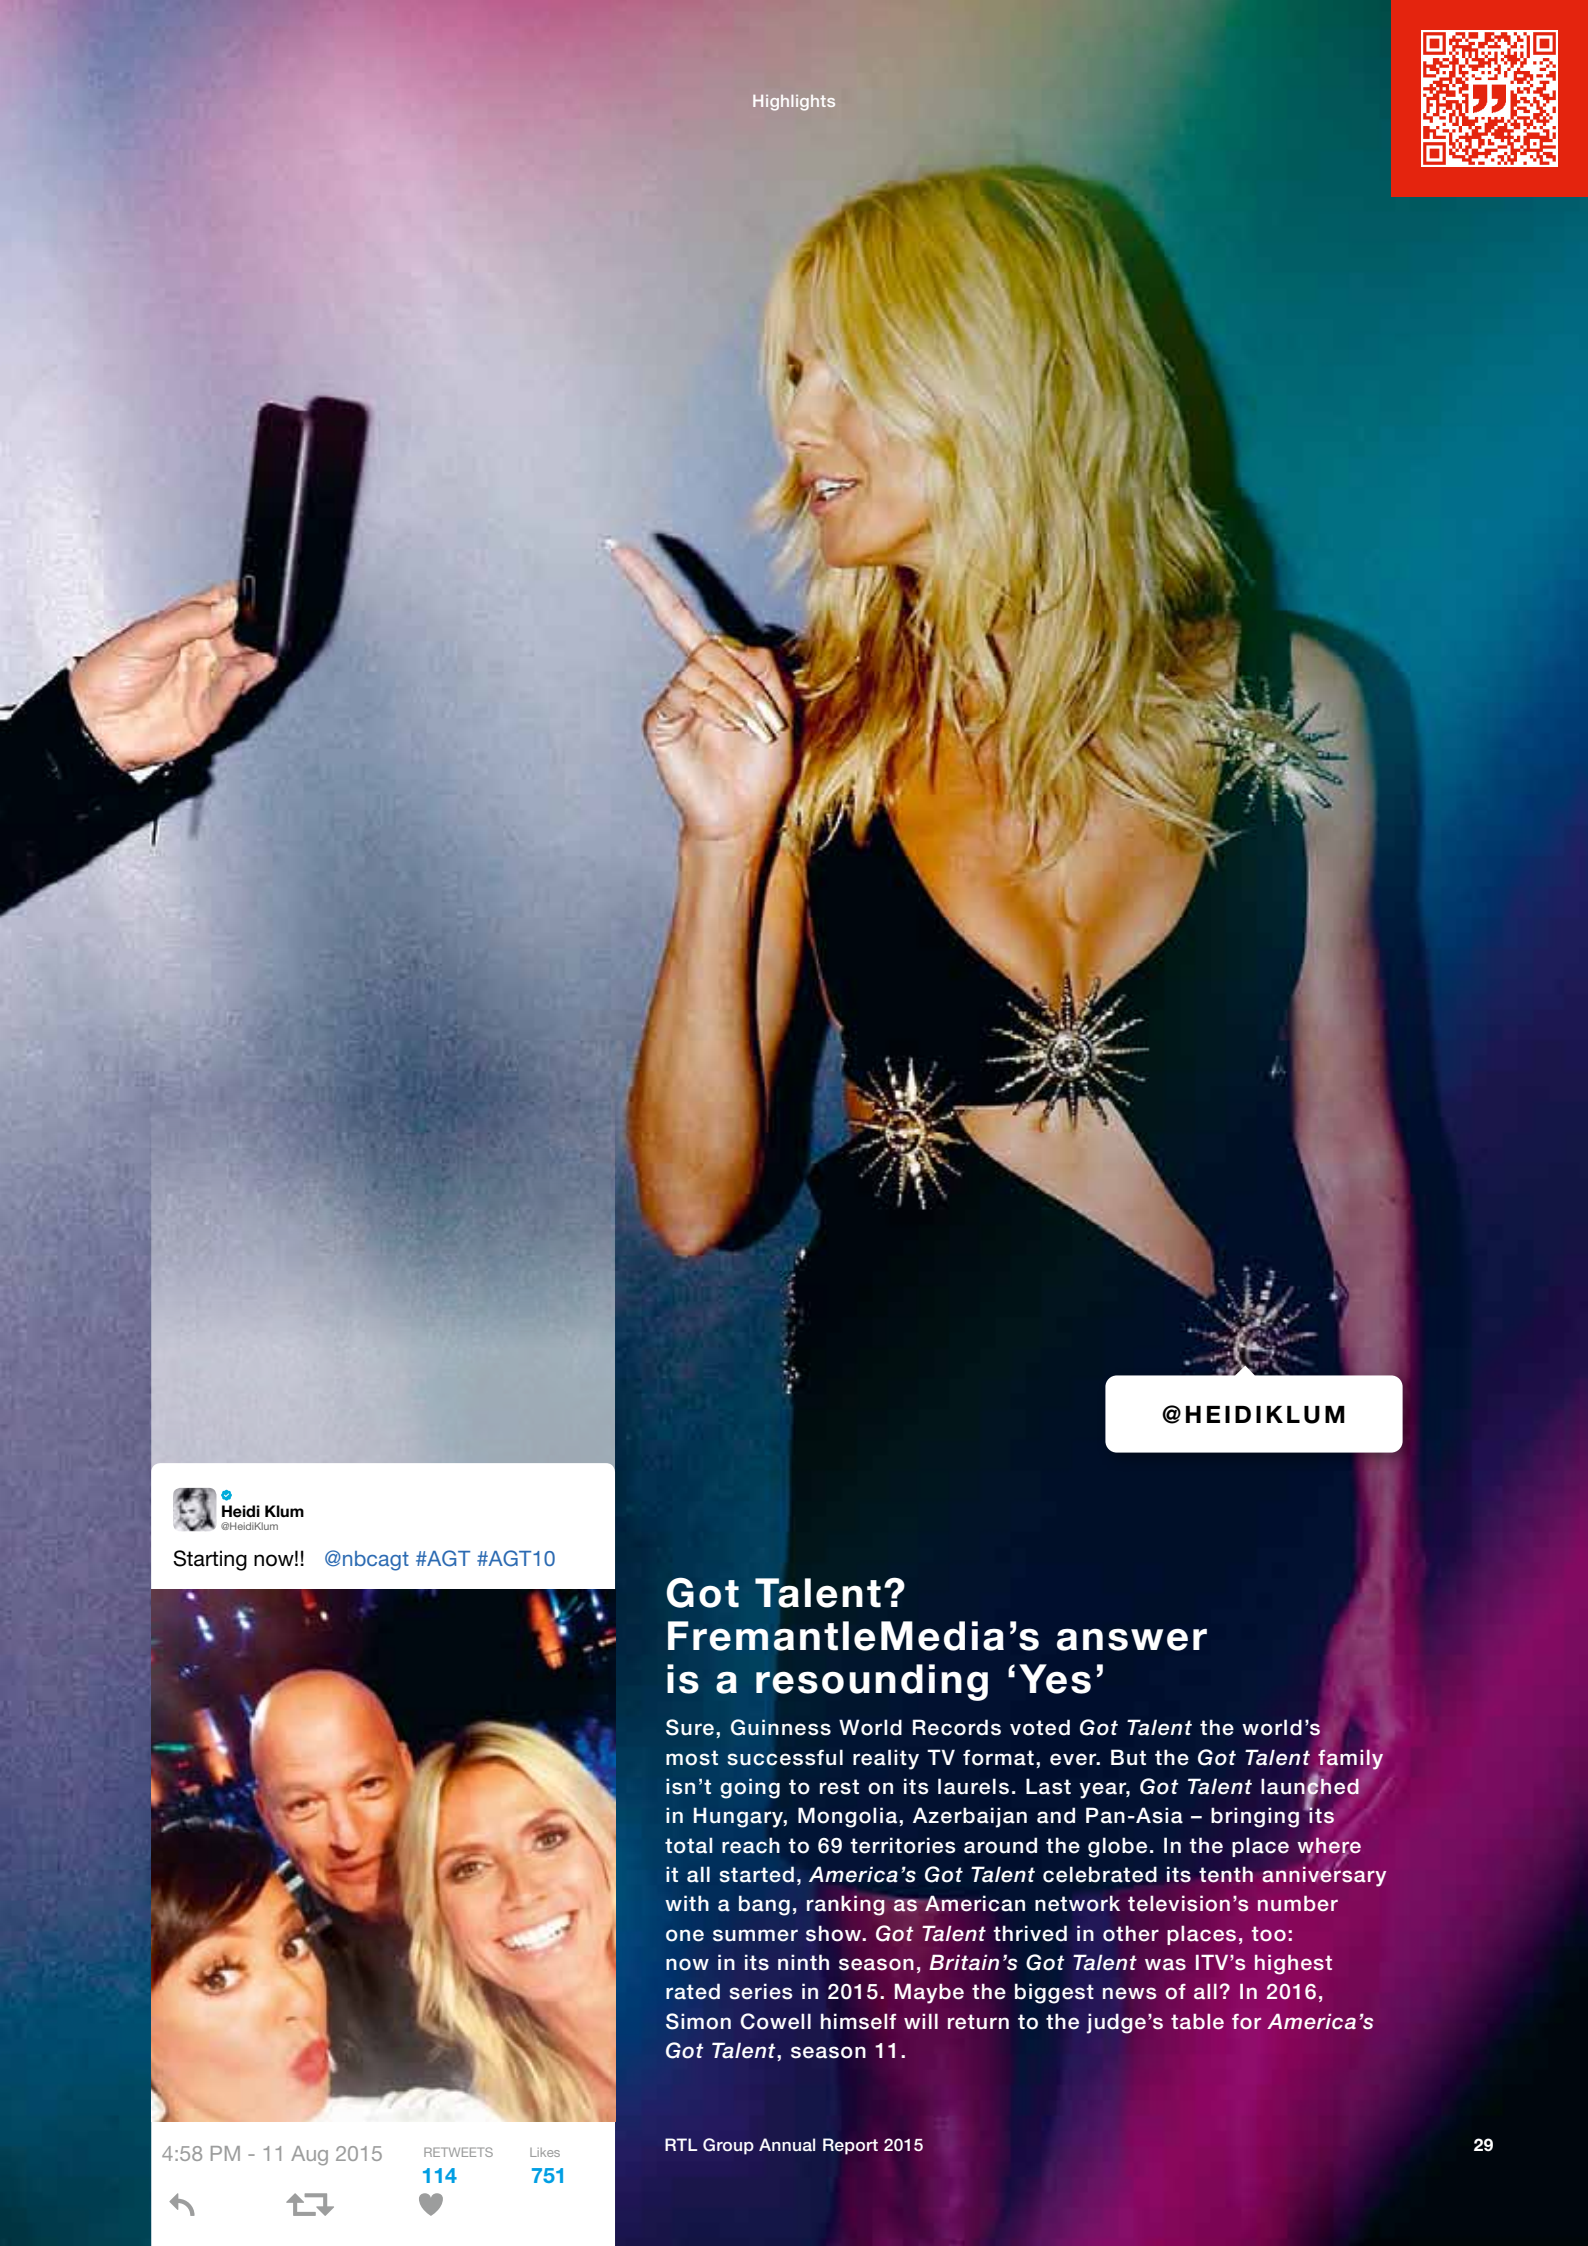 Highlights
@HEIDIKLUM
Heidi Klum
@HeidiKlum
Starting now!! @nbcagt #AGT #AGT10
4:58 PM - 11 Aug 2015
RETWEETS
114
Likes
751
Got Talent?
FremantleMedia’s answer
is a resounding ‘Yes’
Sure, Guinness World Records voted Got Talent the world’s
most successful reality TV format, ever. But the Got Talent family
isn’t going to rest on its laurels. Last year, Got Talent launched
in Hungary, Mongolia, Azerbaijan and Pan-Asia – bringing its
total reach to 69 territories around the globe. In the place where
it all started, America’s Got Talent celebrated its tenth anniversary
with a bang, ranking as American network television’s number
one summer show. Got Talent thrived in other places, too:
now in its ninth season, Britain’s Got Talent was ITV’s highest
rated series in 2015. Maybe the biggest news of all? In 2016,
Simon Cowell himself will return to the judge’s table for America’s
Got Talent, season 11.
RTL Group Annual Report 2015
29